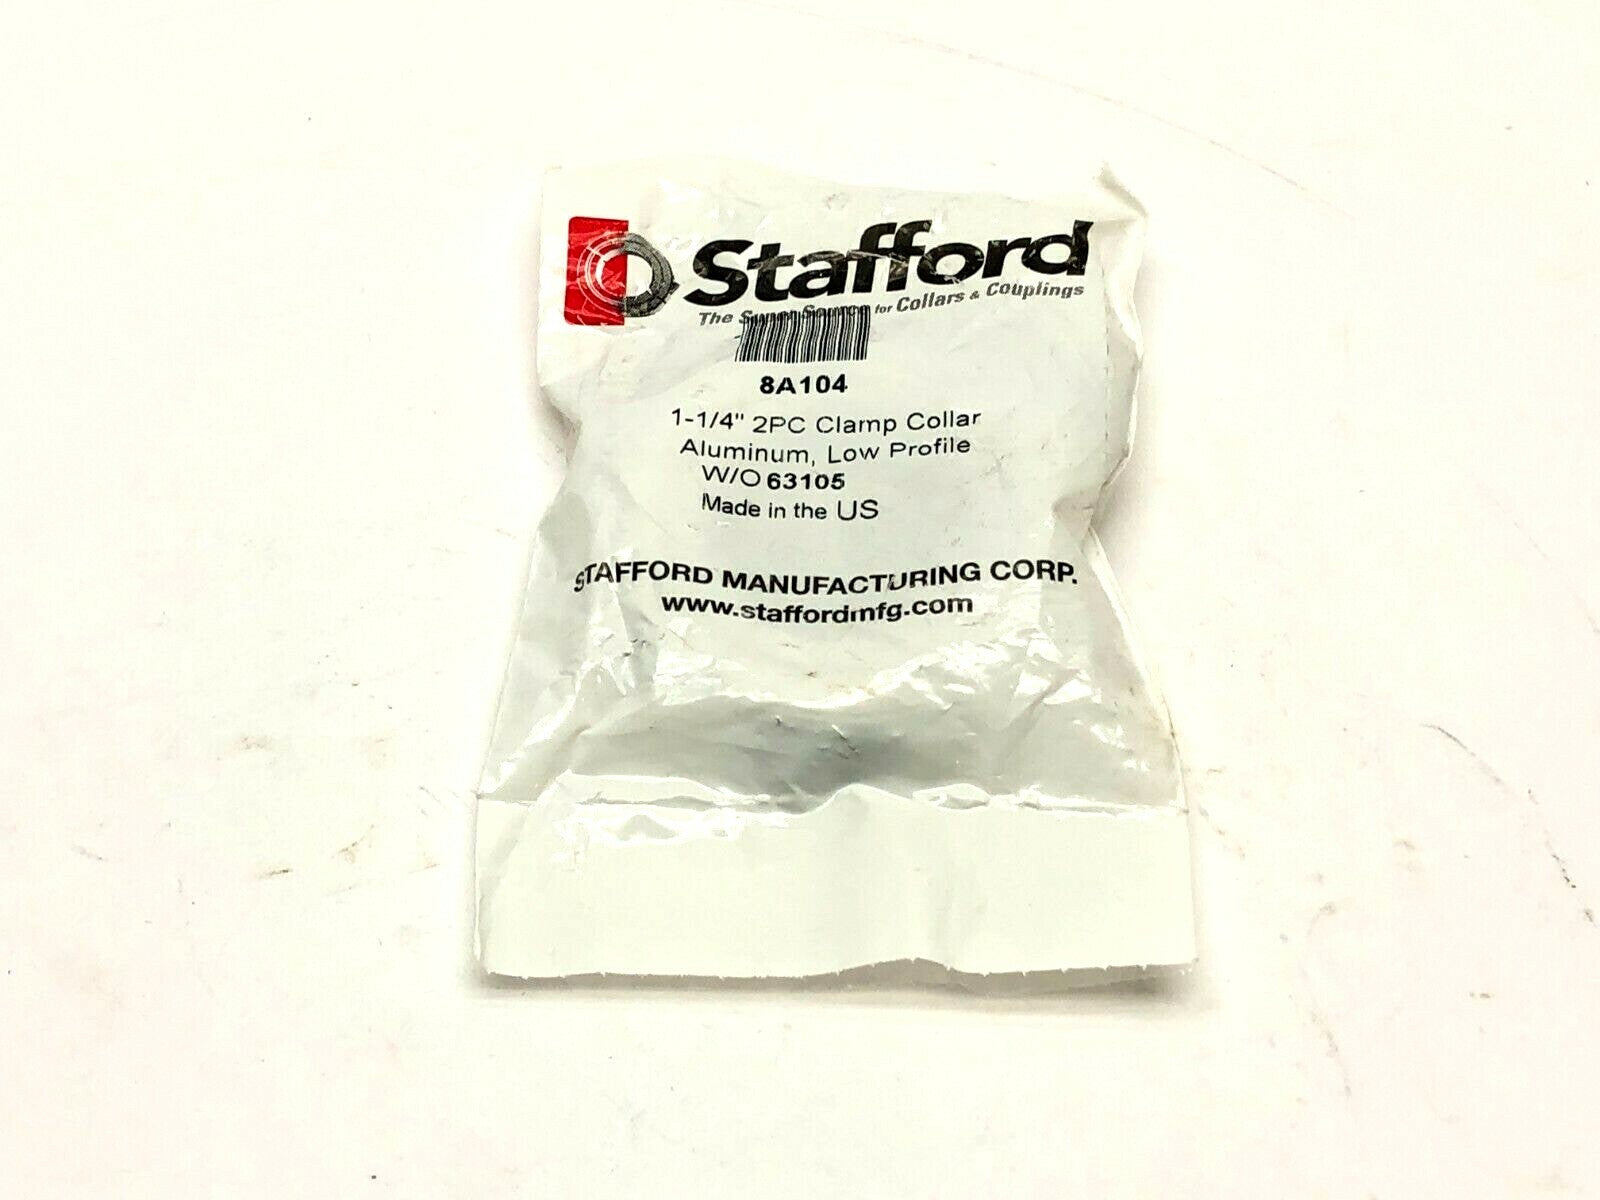 Stafford
The Super Source for Collars & Couplings
8A104
1-1/4" 2PC Clamp Collar
Aluminum, Low Profile
W/O 63105
Made in the US
STAFFORD MANUFACTURING CORP.
www.staffordmfg.com